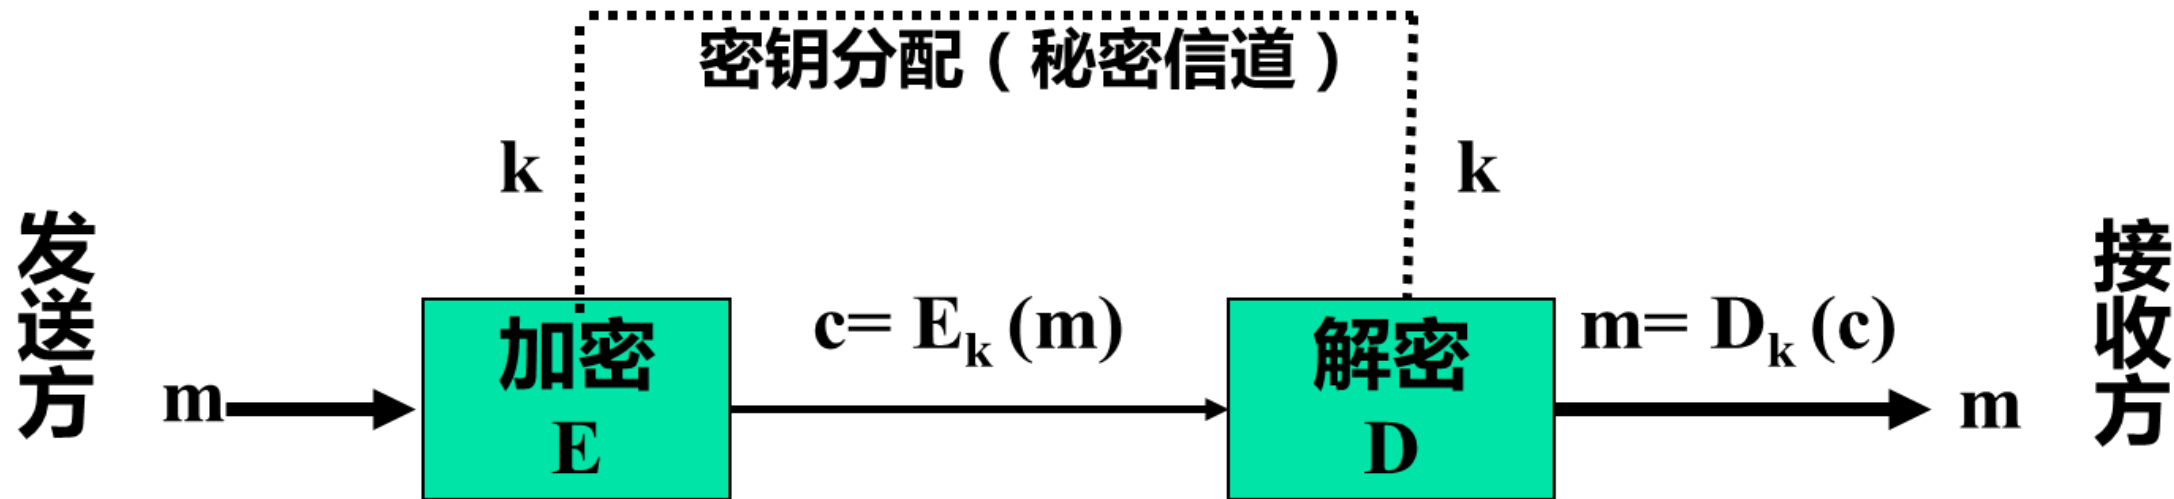 密钥分配（秘密信道）
k
k
发送方
m
加密
E
c= Ek (m)
解密
D
m= Dk (c)
m
接收方